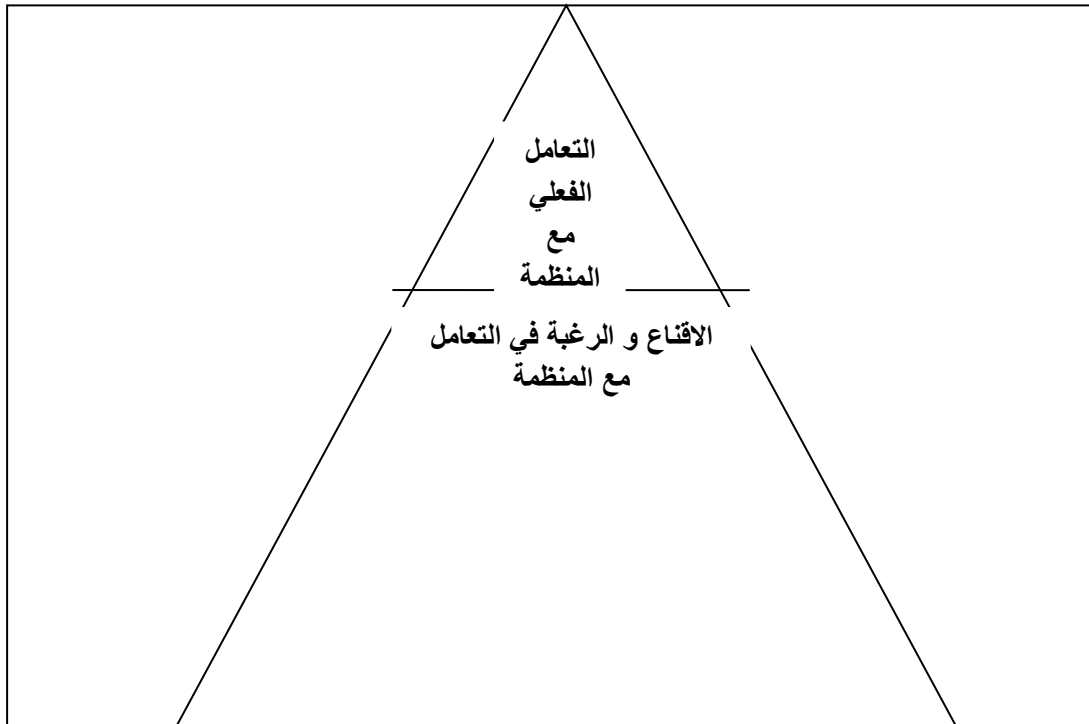 التعامل
الفعلي
مع
المنظمة
الاقناع و الرغبة في التعامل
مع المنظمة